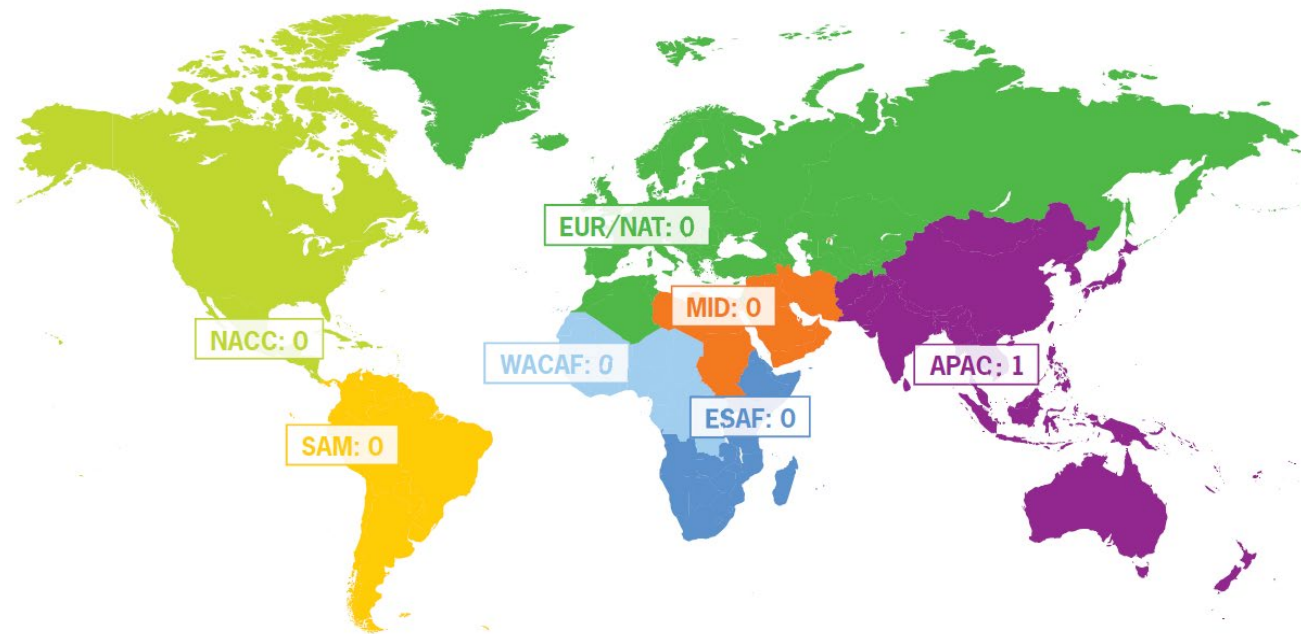 EUR/NAT: 0
MID: 0
NACC: 0
WACAF: 0
APAC: 1
ESAF: 0
SAM: 0